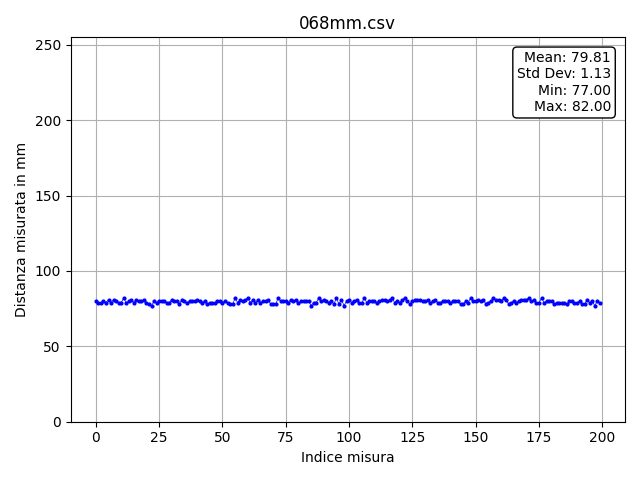 068mm.csv
Mean: 79.81
Std Dev: 1.13
Min: 77.00
Max: 82.00
250
200
150
100
50
0
Distanza misurata in mm
0 25 50 75 100 125 150 175 200
Indice misura